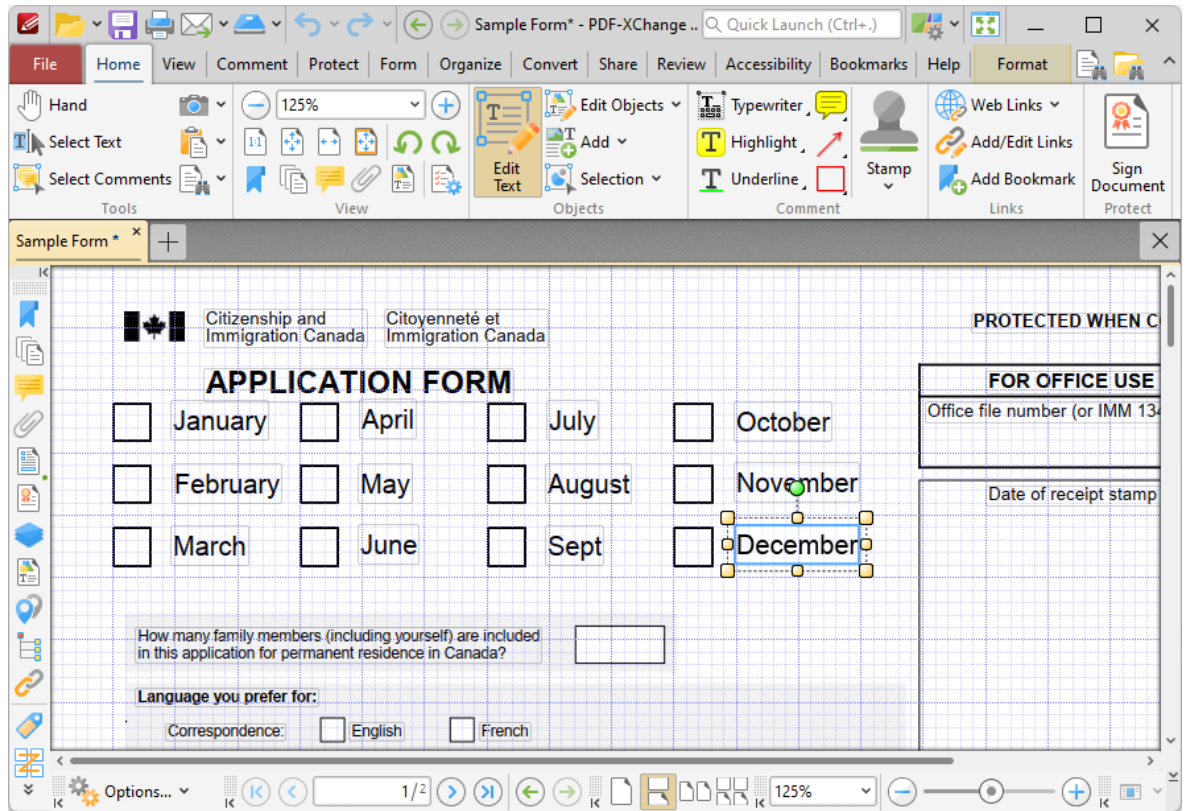 Sample Form* - PDF-XChange ..
Quick Launch (Ctrl+.)
File Home View Comment Protect Form Organize Convert Share Review Accessibility Bookmarks Help Format
Hand
125%
Edit Objects
Typewriter
Web Links
Select Text
1:1
Add
Highlight
Add/Edit Links
Select Comments
Edit Text
Selection
Underline
Stamp
Add Bookmark
Sign Document
Tools View Objects Comment Links Protect
Sample Form *
Citizenship and
Immigration Canada
Citoyenneté et
Immigration Canada
PROTECTED WHEN C
APPLICATION FORM
FOR OFFICE USE
January April July October
Office file number (or IMM 134
February May August November
Date of receipt stamp
March June Sept December
How many family members (including yourself) are included
in this application for permanent residence in Canada?
Language you prefer for:
Correspondence: English French
Options... 1/2 125%